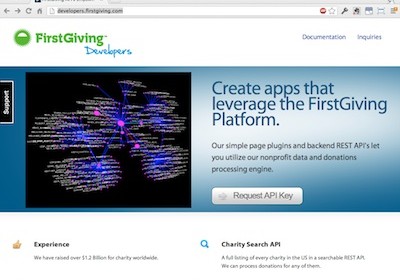 developers.firstgiving.com
FirstGiving™
Developers
Documentation
Inquiries
Support
Create apps that
leverage the FirstGiving
Platform.
Our simple page plugins and backend REST API's let
you utilize our nonprofit data and donations
processing engine.
Request API Key
Experience
We have raised over $1.2 Billion for charity worldwide.
Charity Search API
A full listing of every charity in the US in a searchable REST API.
We can process donations for any of them.